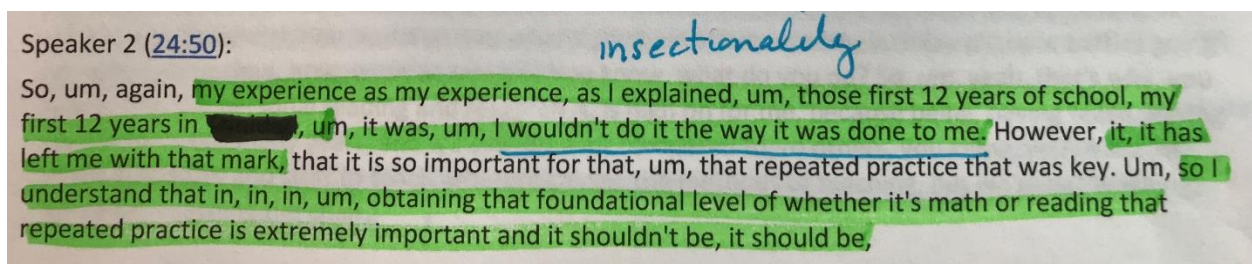 insectionality
Speaker 2 (24:50):
So, um, again, my experience as my experience, as I explained, um, those first 12 years of school, my
first 12 years in , um, it was, um, I wouldn't do it the way it was done to me. However, it, it has
left me with that mark, that it is so important for that, um, that repeated practice that was key. Um, so I
understand that in, in, in, um, obtaining that foundational level of whether it's math or reading that
repeated practice is extremely important and it shouldn't be, it should be,